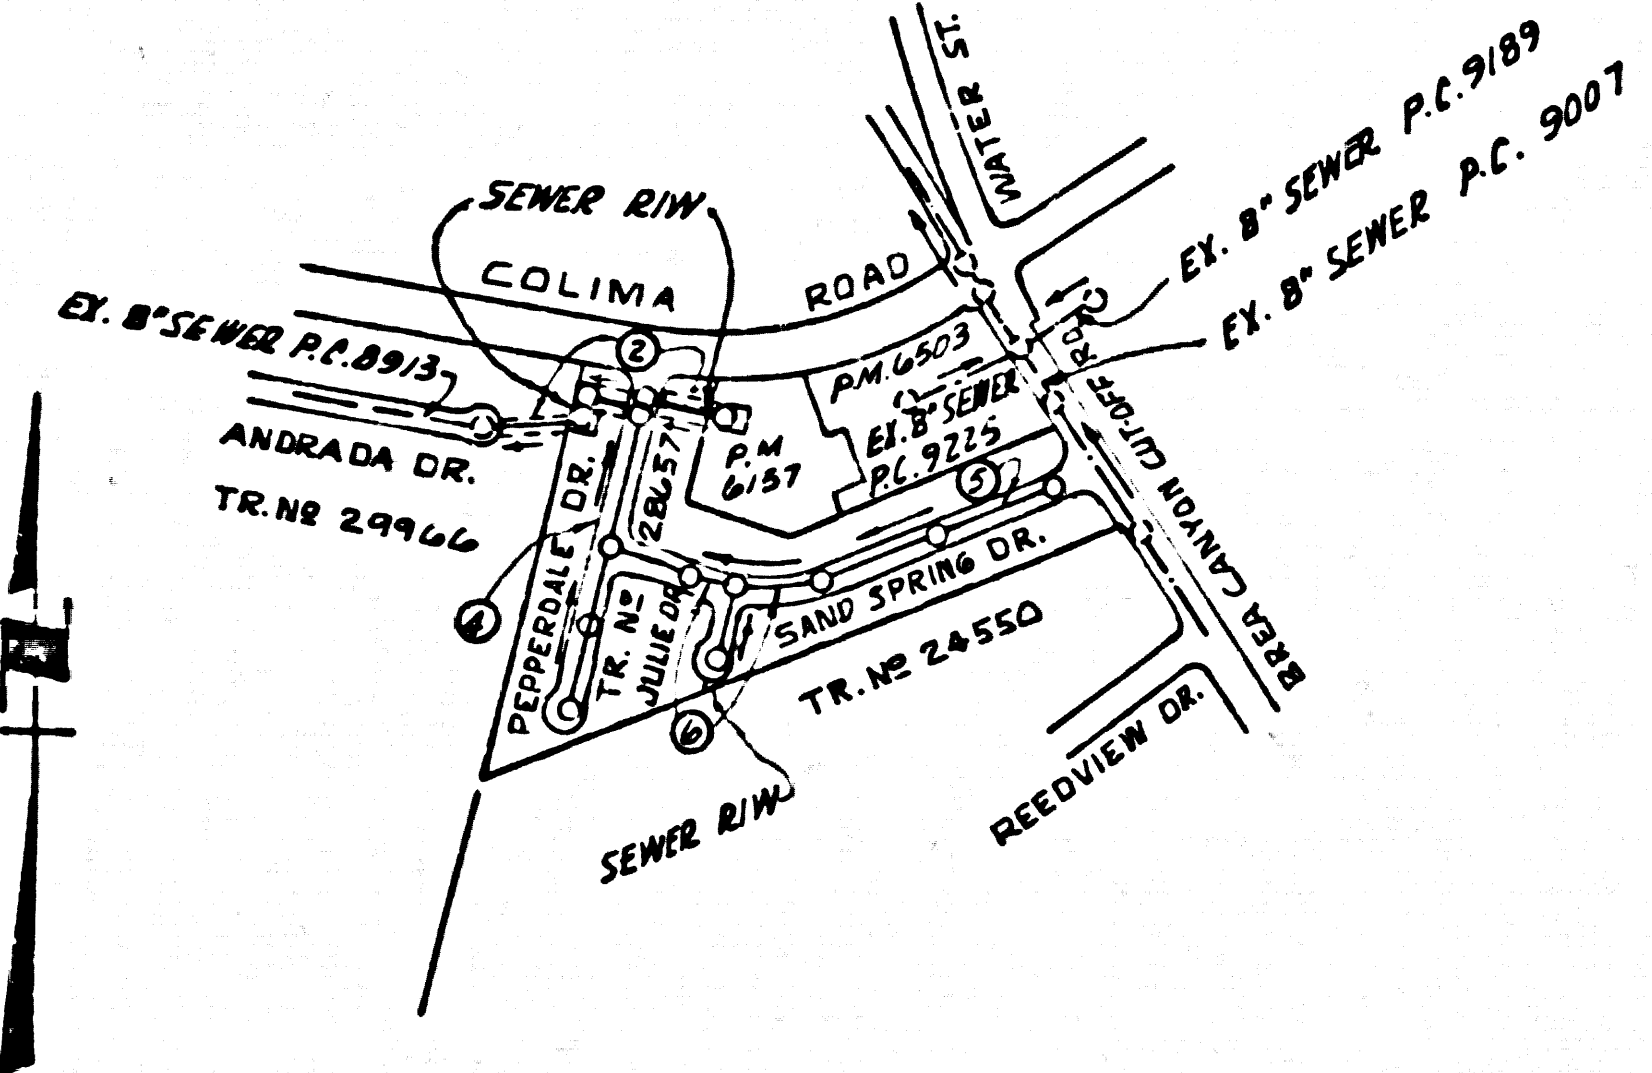 WATER ST.
EX. 8" SEWER P.C. 9189
EX. 8" SEWER P.C. 9007
SEWER R/W
COLIMA ROAD
EX. 8" SEWER P.C. 8913
2
P.M. 6503
EX. 8" SEWER
P.C. 9225
ANDRADA DR.
TR. Nº 29966
P.M
6157
5
BREA CANYON CUT-OFF RD.
PEPPERDALE DR.
TR. Nº 28657
JULIE DR.
SAND SPRING DR.
4
TR. Nº 24550
6
REEDVIEW DR.
SEWER R/W